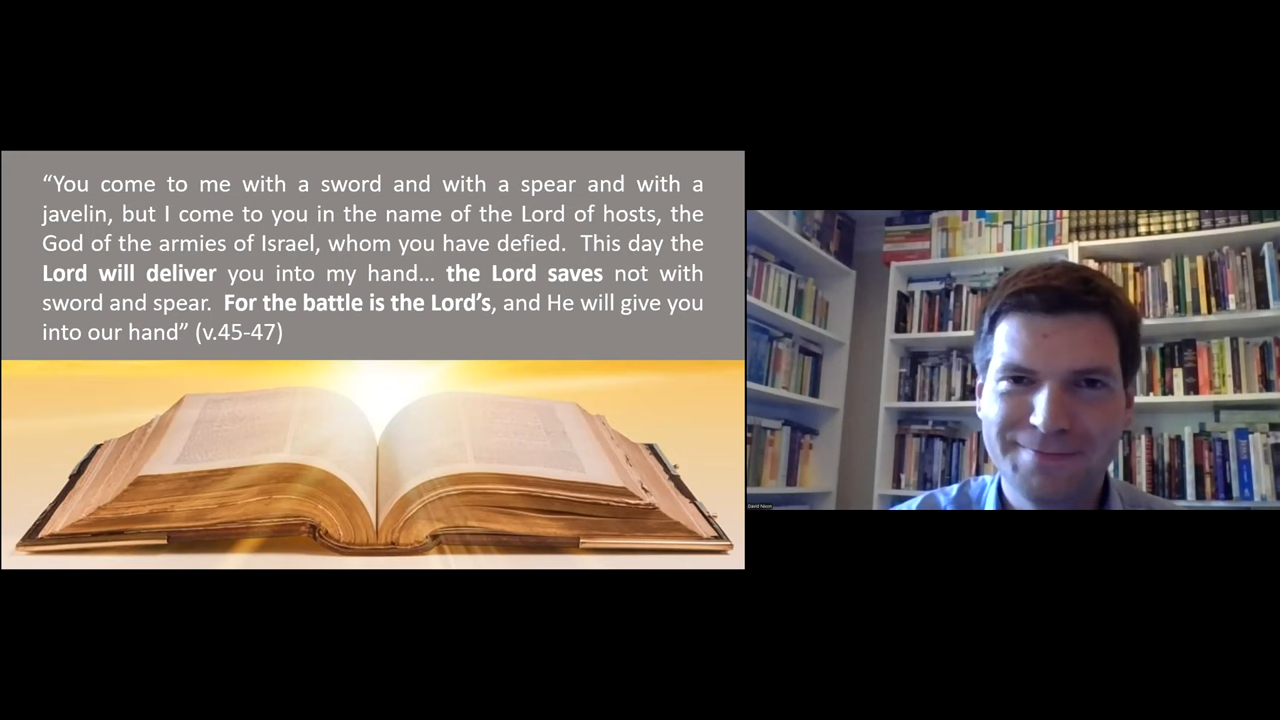 “You come to me with a sword and with a spear and with a
javelin, but I come to you in the name of the Lord of hosts, the
God of the armies of Israel, whom you have defied.  This day the
Lord will deliver you into my hand... the Lord saves not with
sword and spear.  For the battle is the Lord’s, and He will give you
into our hand” (v.45-47)
David Nixon